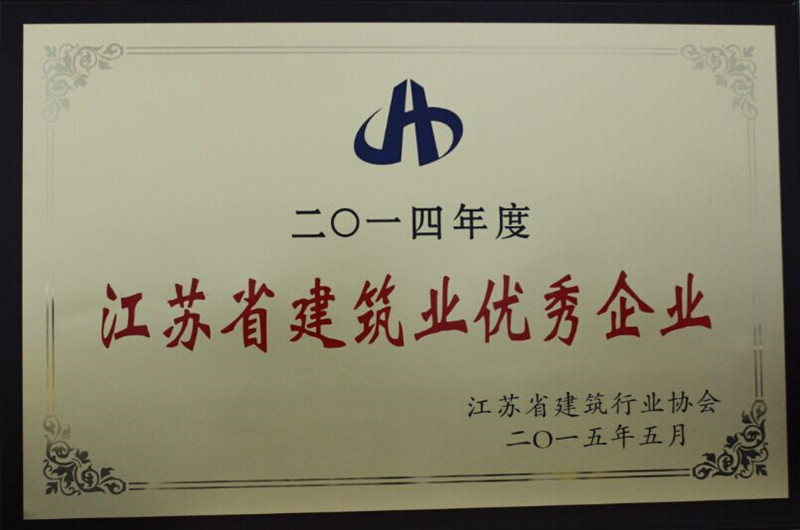 二〇一四年度
江苏省建筑业优秀企业
江苏省建筑行业协会
二〇一五年五月